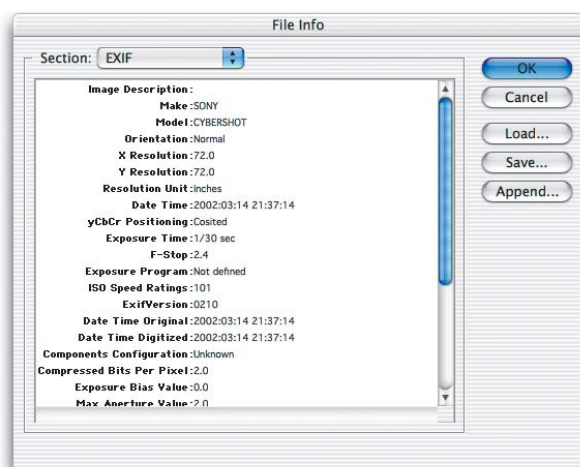 File Info
Section: EXIF
OK
Cancel
Load...
Save...
Append...
Image Description:
Make:SONY
Model:CYBERSHOT
Orientation:Normal
X Resolution:72.0
Y Resolution:72.0
Resolution Unit:Inches
Date Time:2002:03:14 21:37:14
yCbCr Positioning:Cosited
Exposure Time:1/30 sec
F-Stop:2.4
Exposure Program:Not defined
ISO Speed Ratings:101
ExifVersion:0210
Date Time Original:2002:03:14 21:37:14
Date Time Digitized:2002:03:14 21:37:14
Components Configuration:Unknown
Compressed Bits Per Pixel:2.0
Exposure Bias Value:0.0
Max Aperture Value:2.0